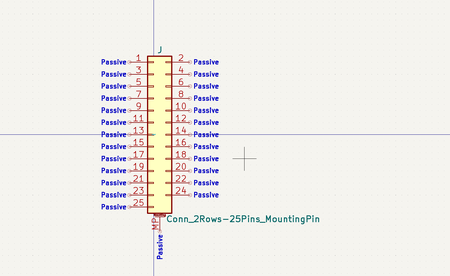 J
Passive 1 2 Passive
Passive 3 4 Passive
Passive 5 6 Passive
Passive 7 8 Passive
Passive 9 10 Passive
Passive 11 12 Passive
Passive 13 14 Passive
Passive 15 16 Passive
Passive 17 18 Passive
Passive 19 20 Passive
Passive 21 22 Passive
Passive 23 24 Passive
Passive 25
MP Conn_2Rows-25Pins_MountingPin
Passive